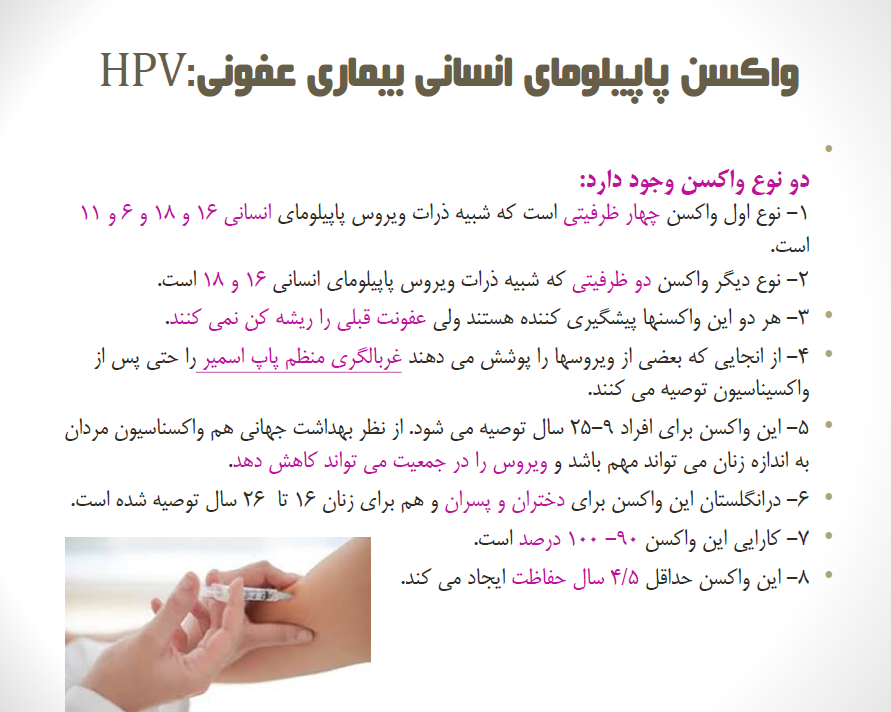 واکسن پاپیلومای انسانی بیماری عفونی:HPV
دو نوع واکسن وجود دارد:
۱- نوع اول واکسن چهار ظرفیتی است که شبیه ذرات ویروس پاپیلومای انسانی ۱۶ و ۱۸ و ۶ و ۱۱
است.
۲- نوع دیگر واکسن دو ظرفیتی که شبیه ذرات ویروس پاپیلومای انسانی ۱۶ و ۱۸ است.
۳- هر دو این واکسنها پیشگیری کننده هستند ولی عفونت قبلی را ریشه کن نمی کنند.
۴- از انجایی که بعضی از ویروسها را پوشش می دهند غربالگری منظم پاپ اسمیر را حتی پس از
واکسیناسیون توصیه می کنند.
۵- این واکسن برای افراد ۹-۲۵ سال توصیه می شود. از نظر بهداشت جهانی هم واکسناسیون مردان
به اندازه زنان می تواند مهم باشد و ویروس را در جمعیت می تواند کاهش دهد.
۶- درانگلستان این واکسن برای دختران و پسران و هم برای زنان ۱۶ تا ۲۶ سال توصیه شده است.
۷- کارایی این واکسن ۹۰- ۱۰۰ درصد است.
۸- این واکسن حداقل ۴/۵ سال حفاظت ایجاد می کند.